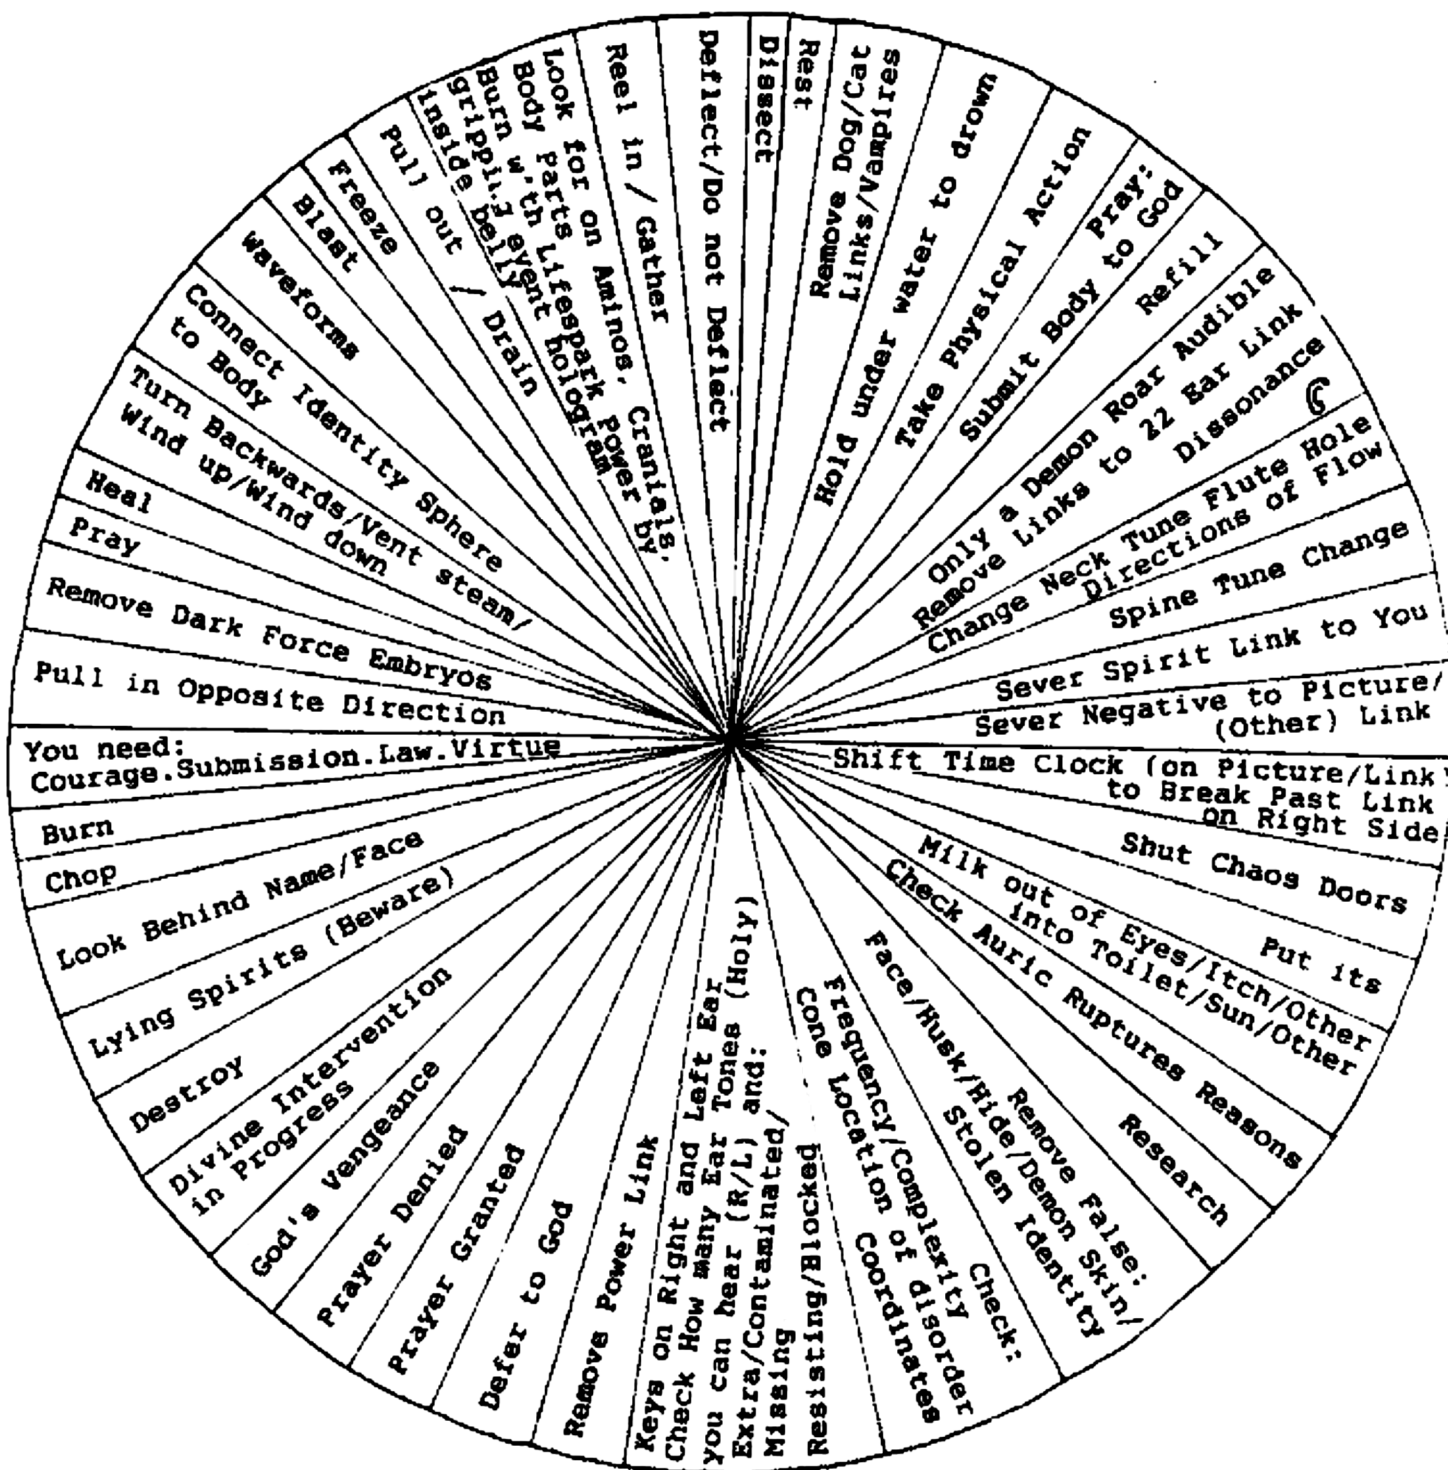 Deflect/Do not Deflect
Dissect
Rest
Remove Dog/Cat
Links/Vampires
Hold under water to drown
Take Physical Action
Pray:
Submit Body to God
Refill
Only a Demon Roar Audible
Remove Links to 22 Ear Link
Dissonance
Change Neck Tune Flute Hole
Directions of Flow
Spine Tune Change
Sever Spirit Link to You
Sever Negative to Picture/
(Other) Link
Shift Time Clock (on Picture/Link)
to Break Past Link
on Right Side
Shut Chaos Doors
Put its
Milk out of Eyes/Itch/Other
into Toilet/Sun/Other
Check Auric Ruptures Reasons
Research
Remove False:
Face/Husk/Hide/Demon Skin/
Stolen Identity
Check:
Frequency/Complexity
Cone Location of disorder
Coordinates
Resisting/Blocked
Keys on Right and Left Ear
Check How many Ear Tones (Holy)
you can hear (R/L) and:
Extra/Contaminated/
Missing
Remove Power Link
Defer to God
Prayer Granted
Prayer Denied
God's Vengeance
Divine Intervention
in Progress
Destroy
Lying Spirits (Beware)
Look Behind Name/Face
Chop
Burn
You need:
Courage.Submission.Law.Virtue
Pull in Opposite Direction
Remove Dark Force Embryos
Pray
Heal
Turn Backwards/Vent steam/
Wind up/Wind down
Connect Identity Sphere
to Body
Waveforms
Blast
Freeze
Pull out / Drain
Look for on Aminos, Cranials,
Body Parts Lifespark power by
Burn with
gripping event hologram
inside belly
Reel in / Gather